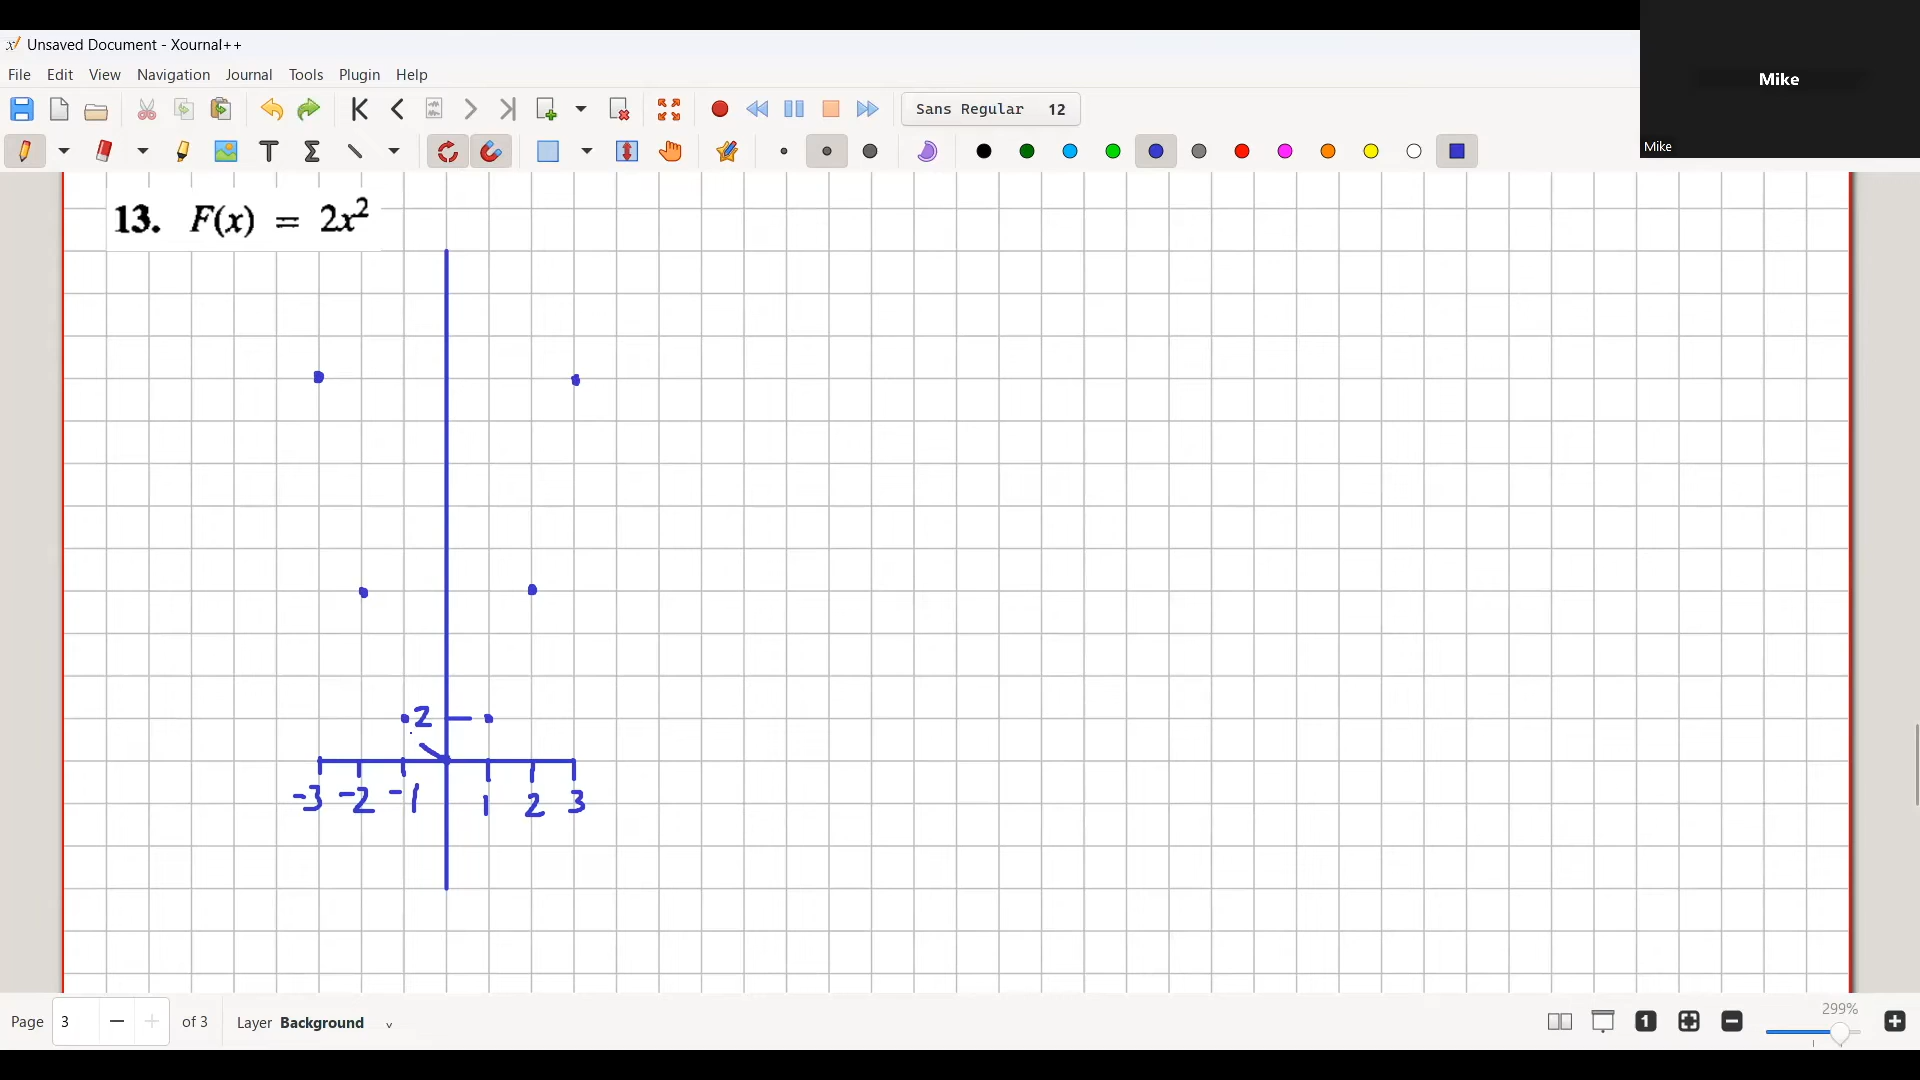 Unsaved Document - Xournal++
Mike
File Edit View Navigation Journal Tools Plugin Help
Sans Regular 12
Mike
13. F(x) = 2x²
2
-3 -2 -1 1 2 3
Page 3 of 3 Layer Background
299%
1